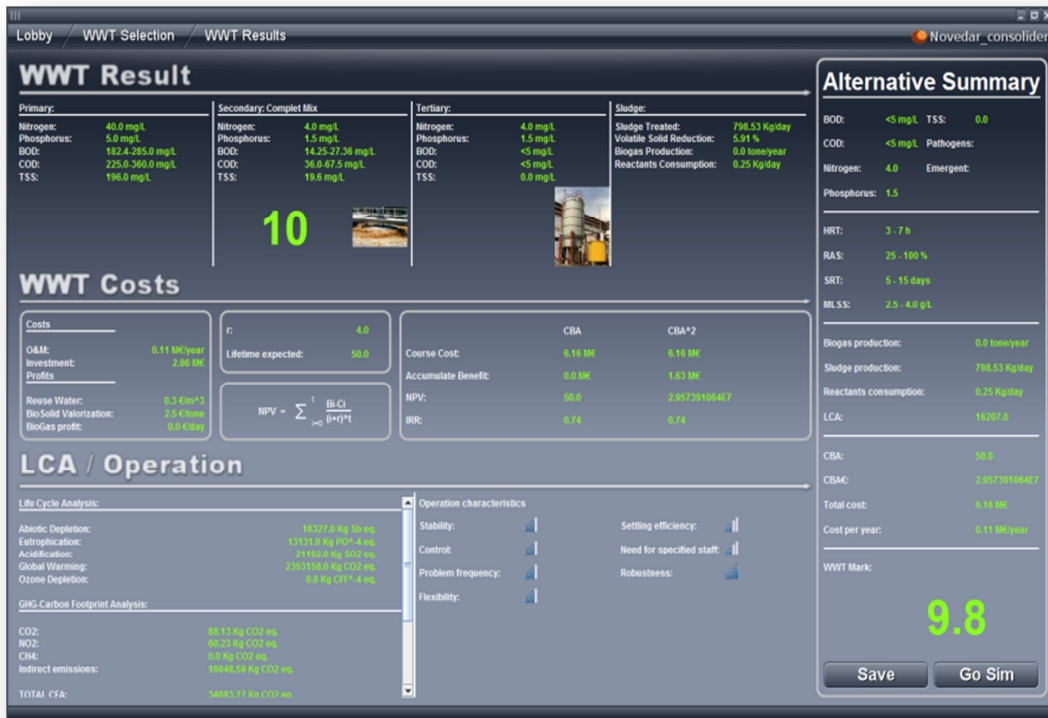 Lobby / WWT Selection / WWT Results
Novedar_consolider
WWT Result
Primary:
Nitrogen: 40.0 mg/L
Phosphorus: 5.0 mg/L
BOD: 182.4-285.0 mg/L
COD: 225.0-360.0 mg/L
TSS: 196.0 mg/L
Secondary: Complet Mix
Nitrogen: 4.0 mg/L
Phosphorus: 1.5 mg/L
BOD: 14.25-27.36 mg/L
COD: 36.0-67.5 mg/L
TSS: 19.6 mg/L
10
Tertiary:
Nitrogen: 4.0 mg/L
Phosphorus: 1.5 mg/L
BOD: <5 mg/L
COD: <5 mg/L
TSS: 0.0 mg/L
Sludge:
Sludge Treated: 798.53 Kg/day
Volatile Solid Reduction: 5.91 %
Biogas Production: 0.0 tone/year
Reactants Consumption: 0.25 Kg/day
WWT Costs
Costs
O&M: 0.11 M€/year
Investment: 2.86 M€
Profits
Reuse Water: 0.3 €/m^3
BioSolid Valorization: 2.5 €/tone
BioGas profit: 0.0 €/day
r: 4.0
Lifetime expected: 50.0
NPV = ∑ t i=0 Bi-Ci / (i+r)^t
CBA CBA^2
Course Cost: 6.16 M€ 6.16 M€
Accumulate Benefit: 0.0 M€ 1.63 M€
NPV: 50.0 2.957391064E7
IRR: 0.74 0.74
LCA / Operation
Life Cycle Analysis:
Abiotic Depletion: 16327.0 Kg Sb eq.
Eutrophication: 13131.0 Kg PO^-4 eq.
Acidification: 21102.0 Kg SO2 eq.
Global Warming: 2353158.0 Kg CO2 eq.
Ozone Depletion: 0.0 Kg CFF^-4 eq.
GHG-Carbon Footprint Analysis:
CO2: 88.13 Kg CO2 eq.
NO2: 60.23 Kg CO2 eq.
CH4: 0.0 Kg CO2 eq.
Indirect emissions: 16048.59 Kg CO2 eq.
TOTAL CFA: 34083.77 Kg CO2 eq.
Operation characteristics
Stability:
Control:
Problem frequency:
Flexibility:
Settling efficiency:
Need for specified staff:
Robustness:
Alternative Summary
BOD: <5 mg/L TSS: 0.0
COD: <5 mg/L Pathogens:
Nitrogen: 4.0 Emergent:
Phosphorus: 1.5
HRT: 3 - 7 h
RAS: 25 - 100 %
SRT: 5 - 15 days
MLSS: 2.5 - 4.0 g/L
Biogas production: 0.0 tone/year
Sludge production: 798.53 Kg/day
Reactants consumption: 0.25 Kg/day
LCA: 16207.0
CBA: 50.0
CBA€: 2.957391064E7
Total cost: 6.16 M€
Cost per year: 0.11 M€/year
WWT Mark:
9.8
Save
Go Sim